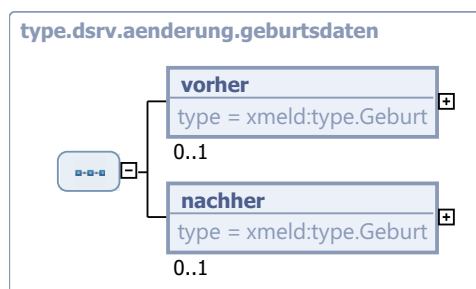 type.dsrv.aenderung.geburtsdaten
vorher
type = xmeld:type.Geburt
0..1
nachher
type = xmeld:type.Geburt
0..1